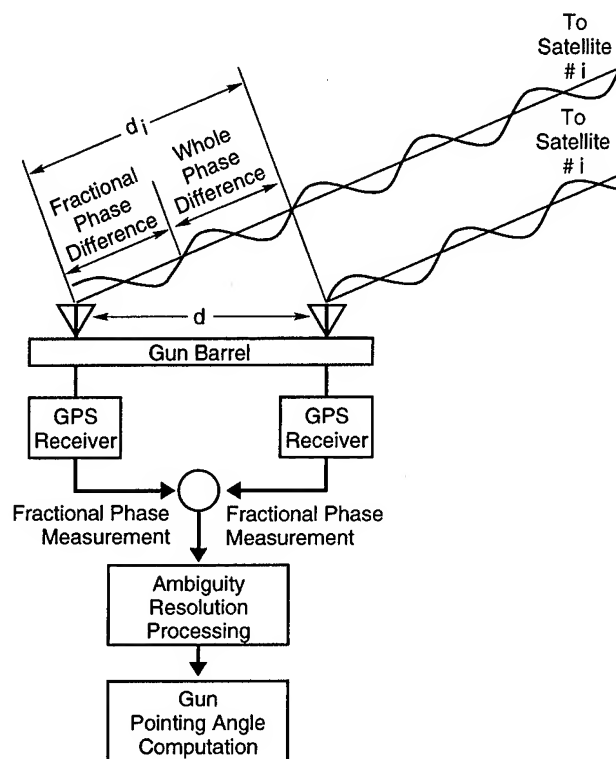 To
Satellite
# i
To
Satellite
# i
d i
Whole
Phase
Difference
Fractional
Phase
Difference
d
Gun Barrel
GPS
Receiver
GPS
Receiver
Fractional Phase
Measurement
Fractional Phase
Measurement
Ambiguity
Resolution
Processing
Gun
Pointing Angle
Computation